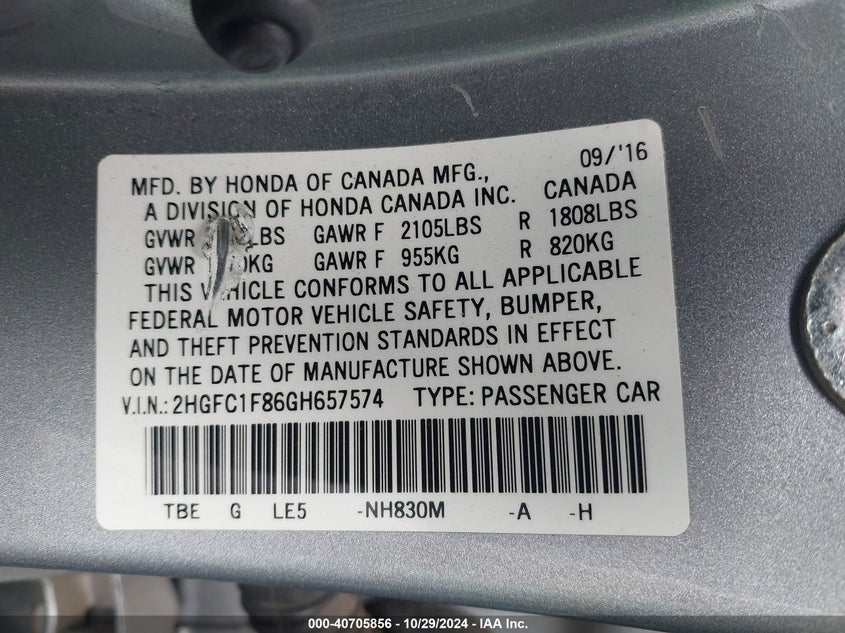 09/'16
MFD. BY HONDA OF CANADA MFG.,
A DIVISION OF HONDA CANADA INC. CANADA
GVWR LBS GAWR F 2105LBS R 1808LBS
GVWR KG GAWR F 955KG R 820KG
THIS VEHICLE CONFORMS TO ALL APPLICABLE
FEDERAL MOTOR VEHICLE SAFETY, BUMPER,
AND THEFT PREVENTION STANDARDS IN EFFECT
ON THE DATE OF MANUFACTURE SHOWN ABOVE.
V.I.N.: 2HGFC1F86GH657574 TYPE: PASSENGER CAR
TBE G LE5 -NH830M -A -H
000-40705856 - 10/29/2024 - IAA Inc.